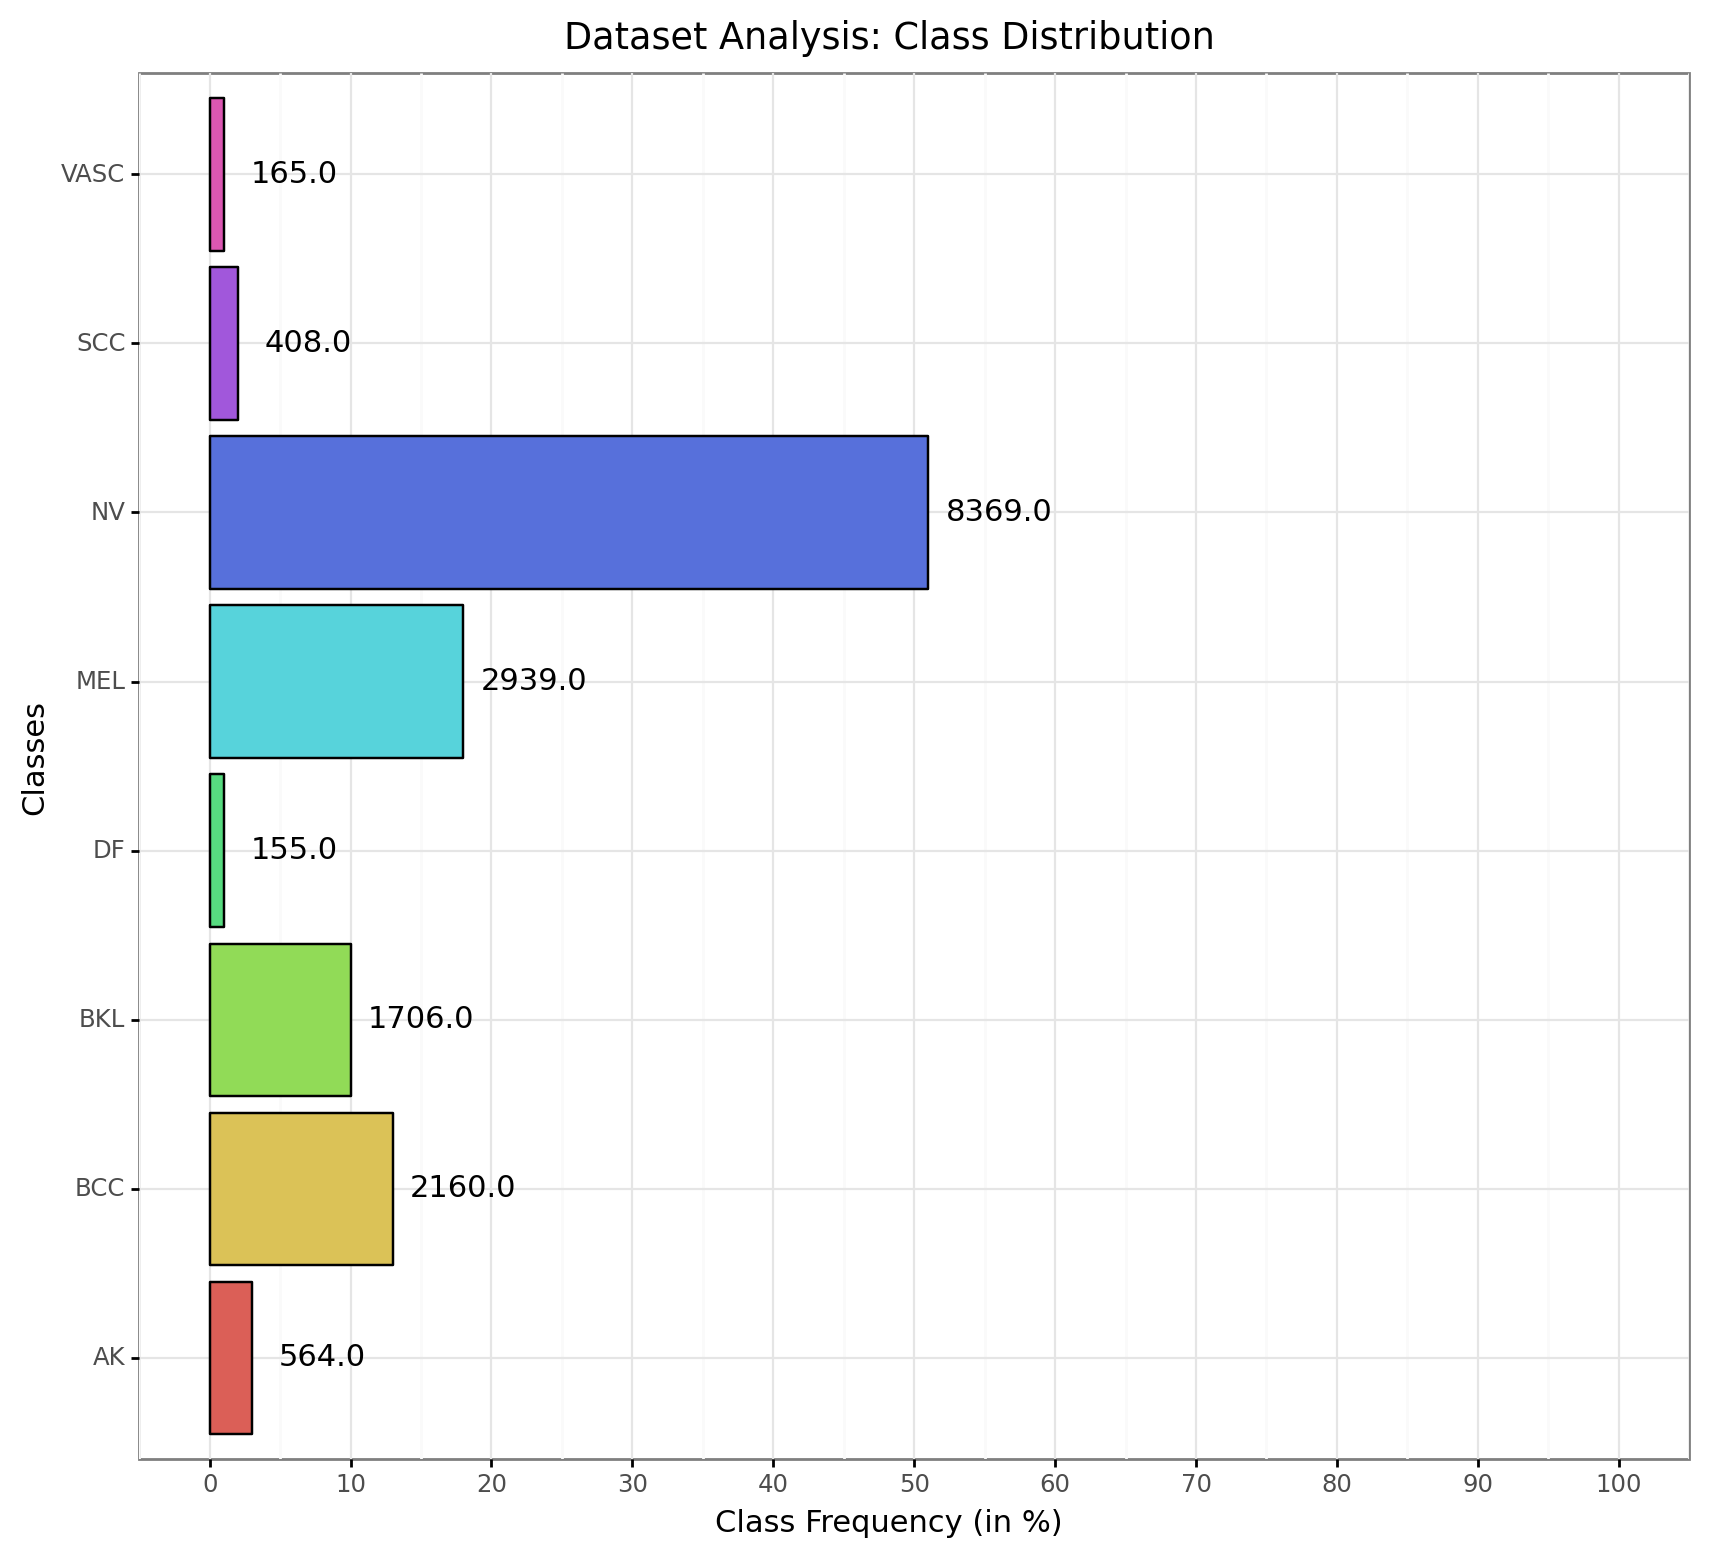 Dataset Analysis: Class Distribution
VASC
165.0
SCC
408.0
NV
8369.0
MEL
2939.0
Classes
DF
155.0
BKL
1706.0
BCC
2160.0
AK
564.0
0 10 20 30 40 50 60 70 80 90 100
Class Frequency (in %)